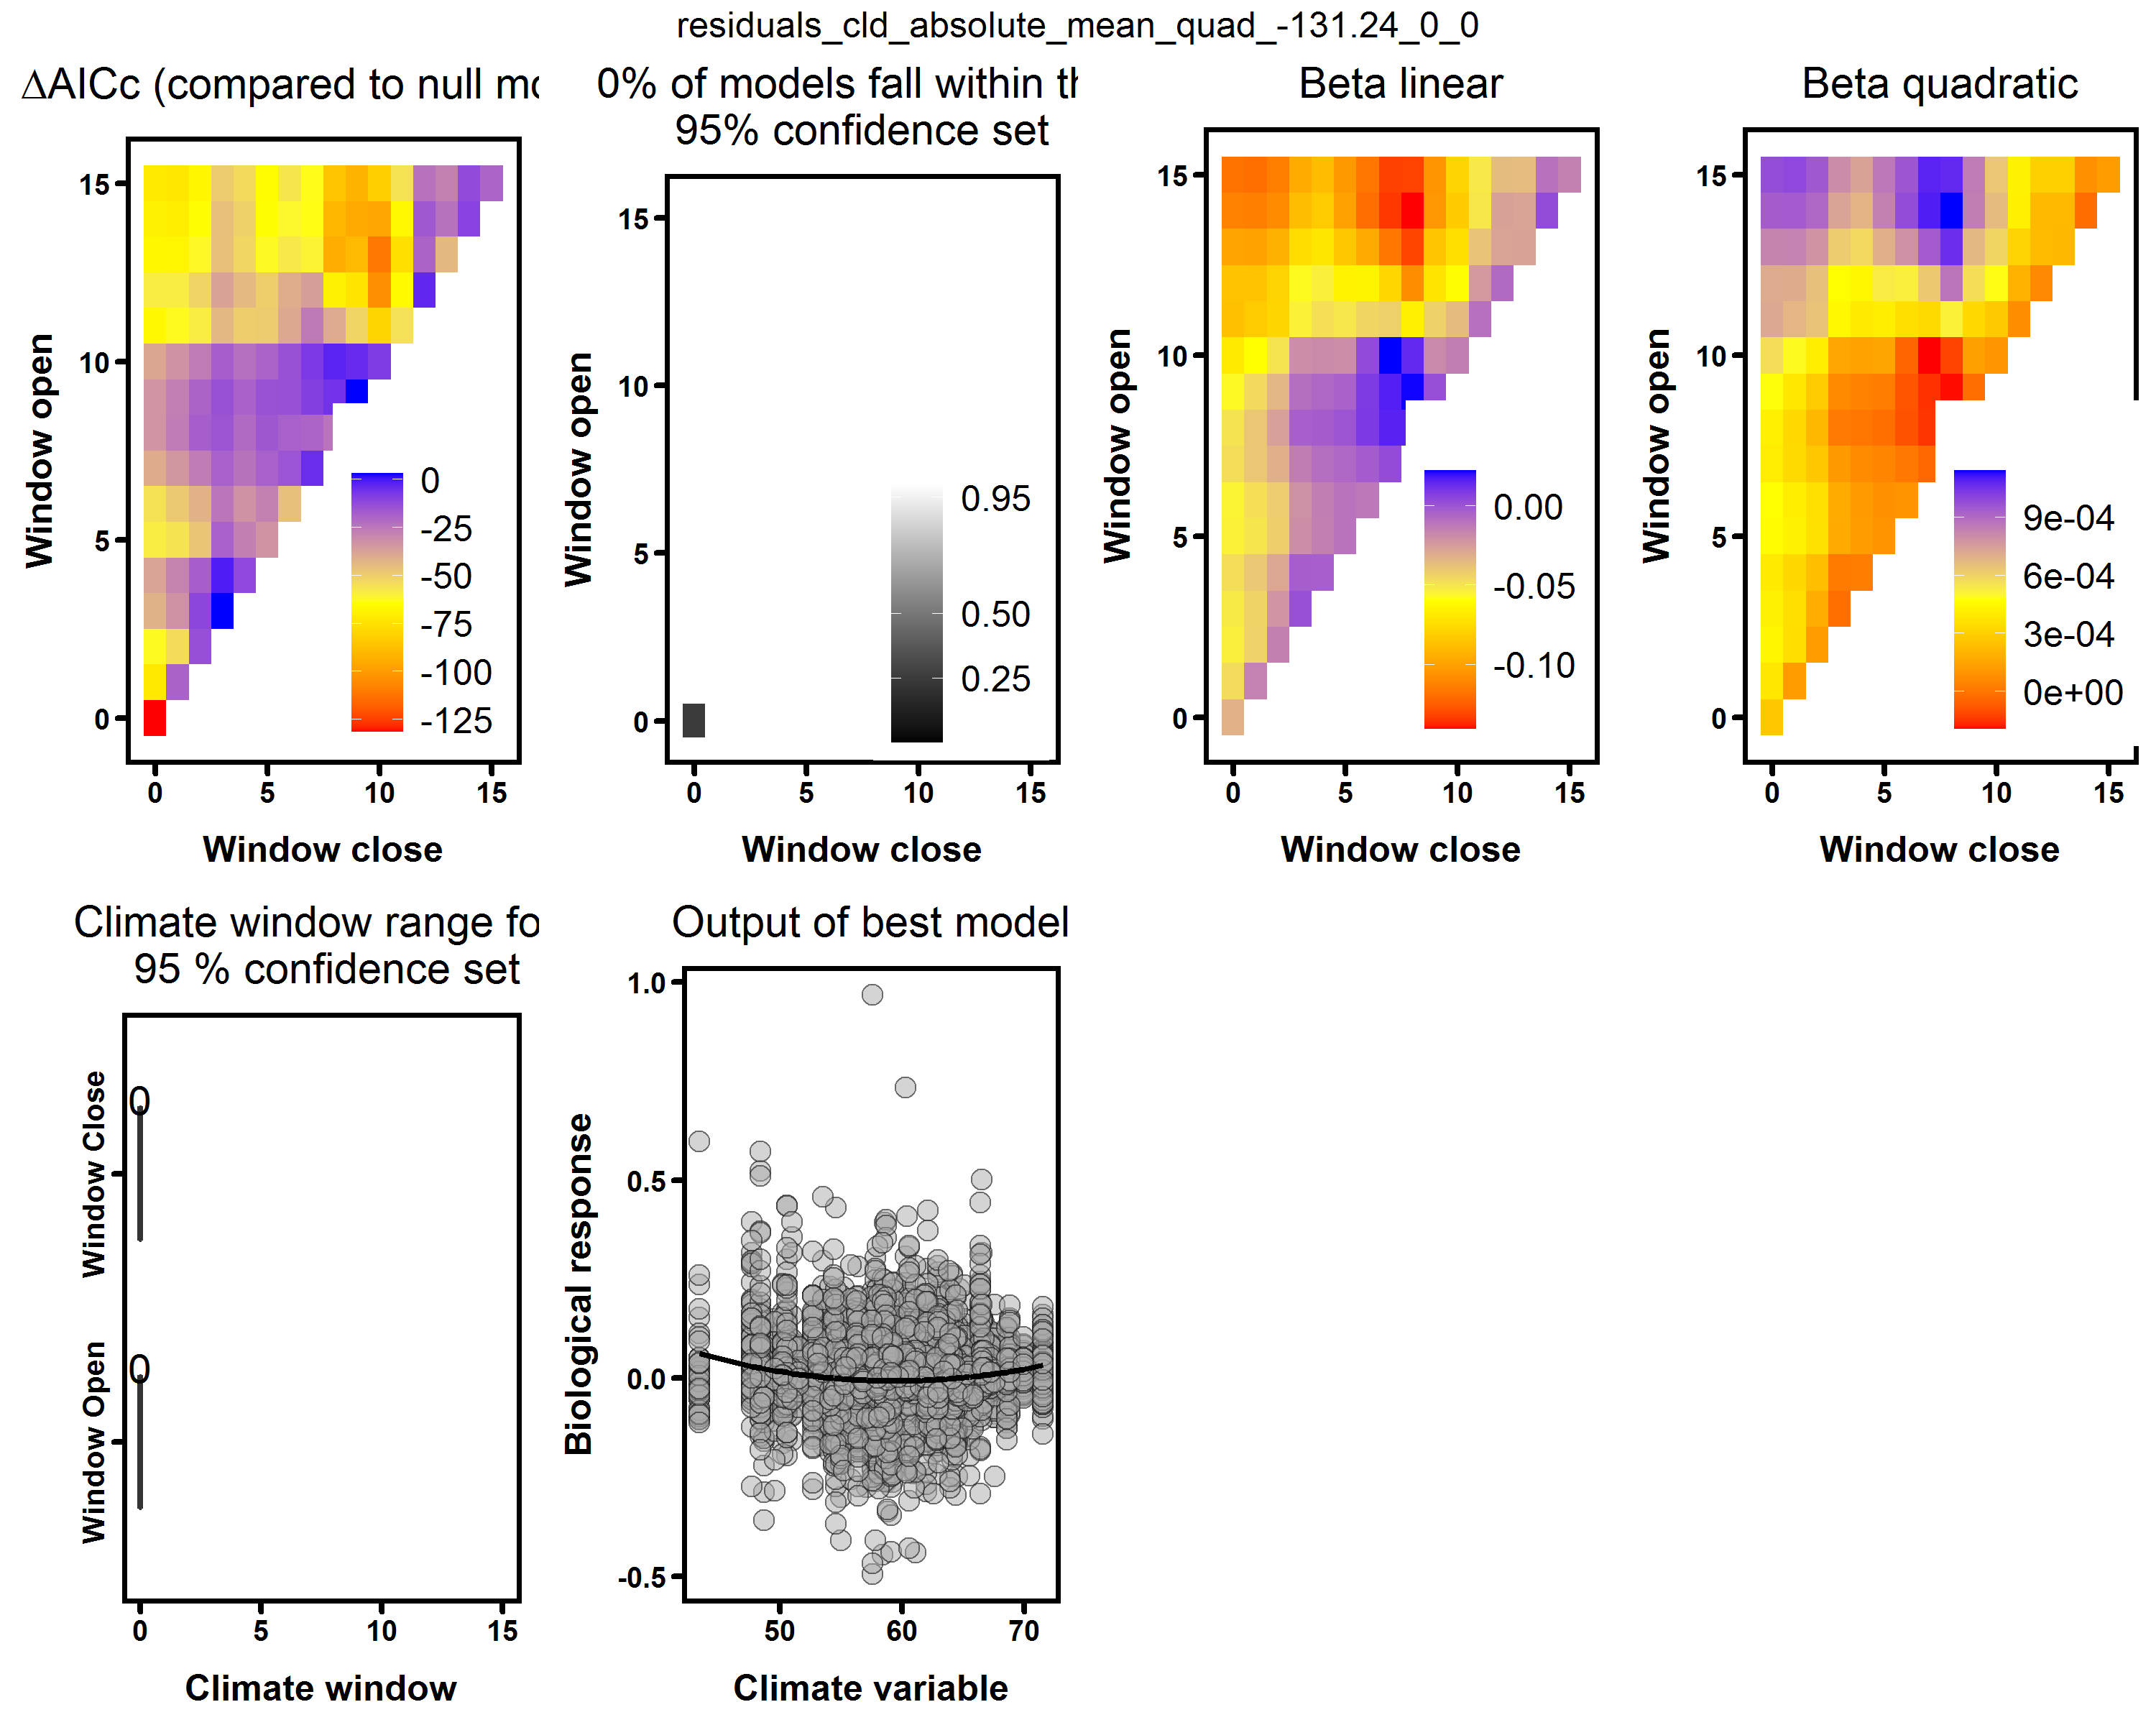 residuals_cld_absolute_mean_quad_-131.24_0_0
ΔAICc (compared to null mo
Window open
15
10
5
0
0
-25
-50
-75
-100
-125
0 5 10 15
Window close
0% of models fall within th
95% confidence set
Window open
15
10
5
0
0.95
0.50
0.25
0 5 10 15
Window close
Beta linear
Window open
15
10
5
0
0.00
-0.05
-0.10
0 5 10 15
Window close
Beta quadratic
Window open
15
10
5
0
9e-04
6e-04
3e-04
0e+00
0 5 10 15
Window close
Climate window range fo
95 % confidence set
Window Close
Window Open
0
0
0 5 10 15
Climate window
Output of best model
Biological response
1.0
0.5
0.0
-0.5
50 60 70
Climate variable